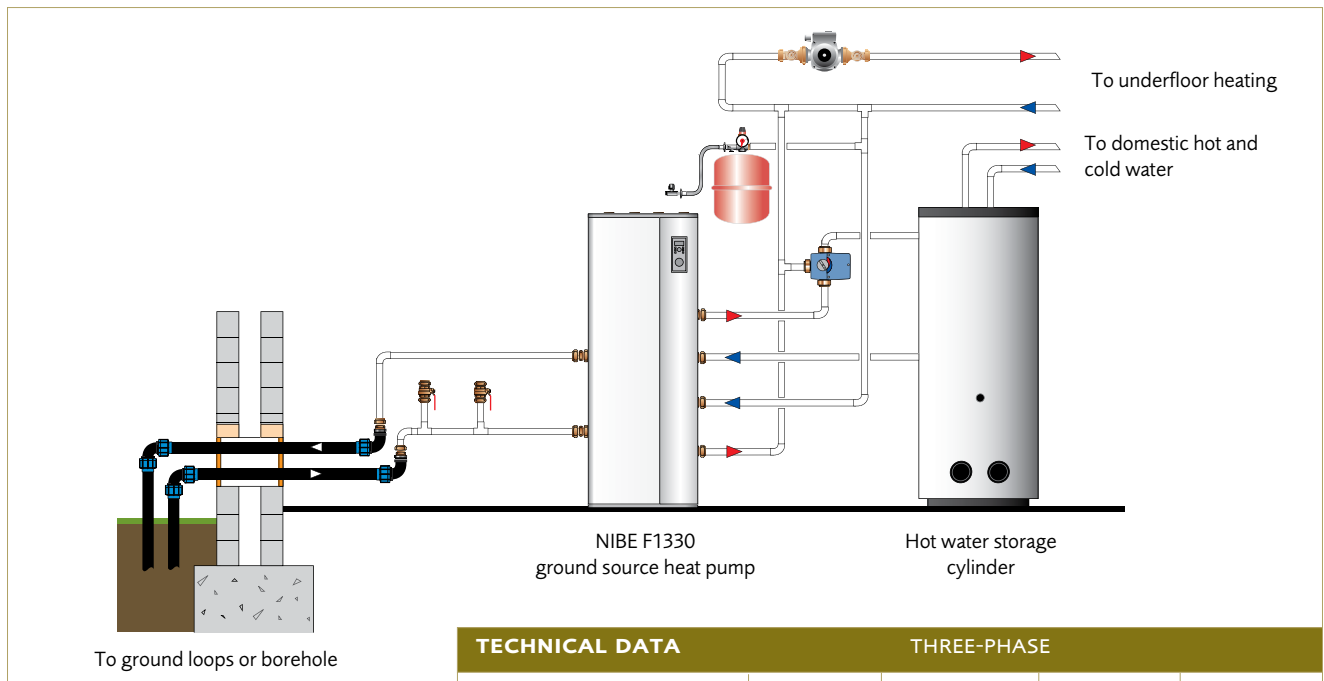 To underfloor heating
To domestic hot and
cold water
NIBE F1330
ground source heat pump
Hot water storage
cylinder
To ground loops or borehole
TECHNICAL DATA THREE-PHASE